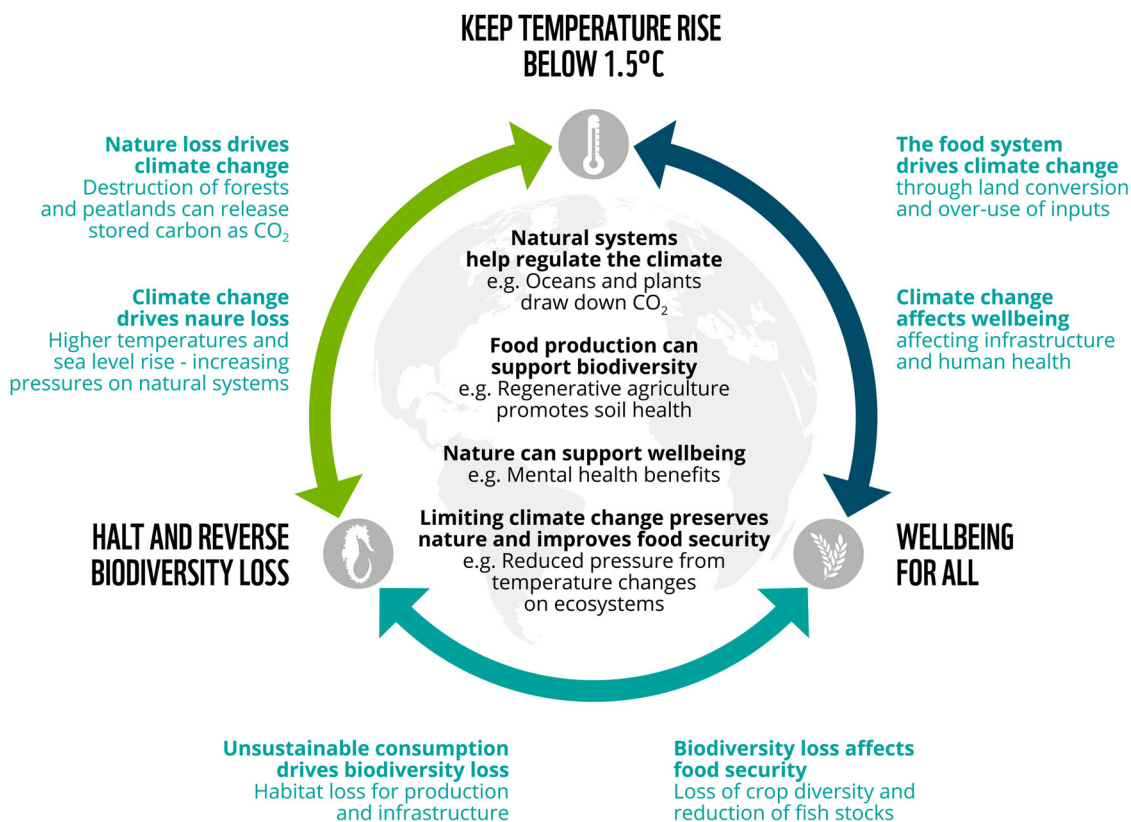 KEEP TEMPERATURE RISE
BELOW 1.5ºC
Nature loss drives
climate change
Destruction of forests
and peatlands can release
stored carbon as CO₂
Climate change
drives naure loss
Higher temperatures and
sea level rise - increasing
pressures on natural systems
The food system
drives climate change
through land conversion
and over-use of inputs
Climate change
affects wellbeing
affecting infrastructure
and human health
Natural systems
help regulate the climate
e.g. Oceans and plants
draw down CO₂
Food production can
support biodiversity
e.g. Regenerative agriculture
promotes soil health
Nature can support wellbeing
e.g. Mental health benefits
Limiting climate change preserves
nature and improves food security
e.g. Reduced pressure from
temperature changes
on ecosystems
HALT AND REVERSE
BIODIVERSITY LOSS
WELLBEING
FOR ALL
Unsustainable consumption
drives biodiversity loss
Habitat loss for production
and infrastructure
Biodiversity loss affects
food security
Loss of crop diversity and
reduction of fish stocks